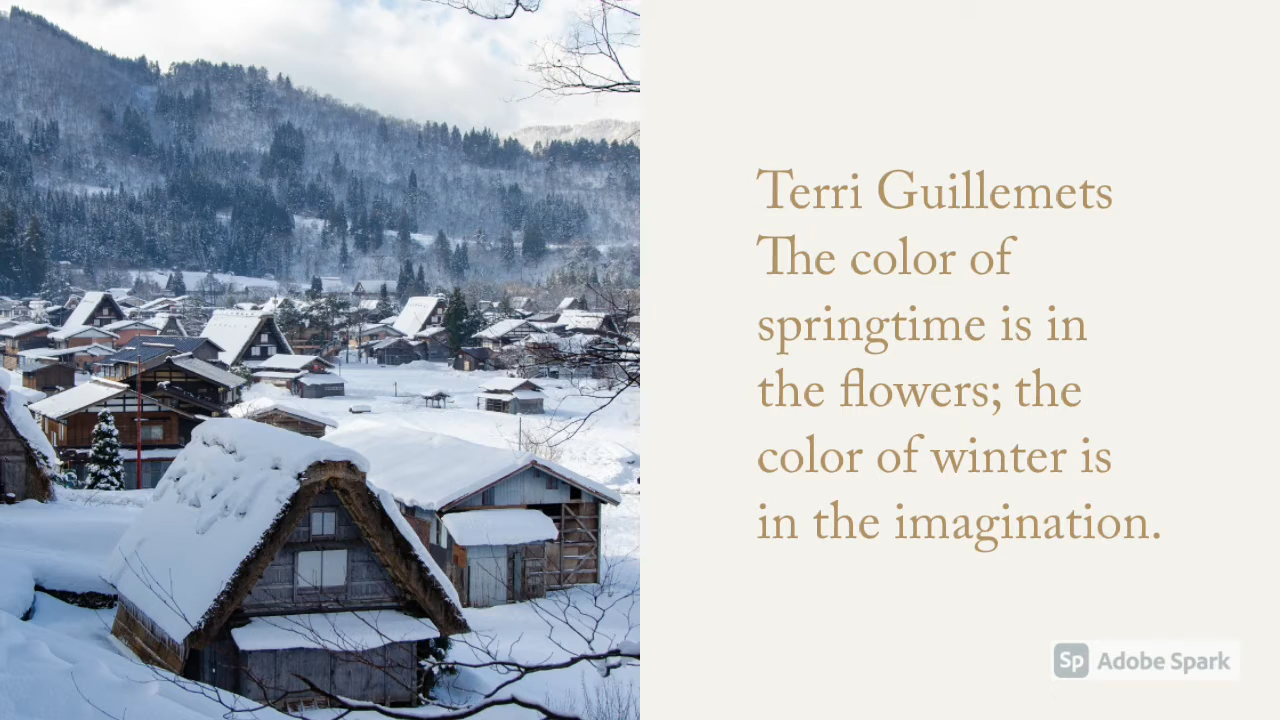 Terri Guillemets
The color of
springtime is in
the flowers; the
color of winter is
in the imagination.
Sp Adobe Spark